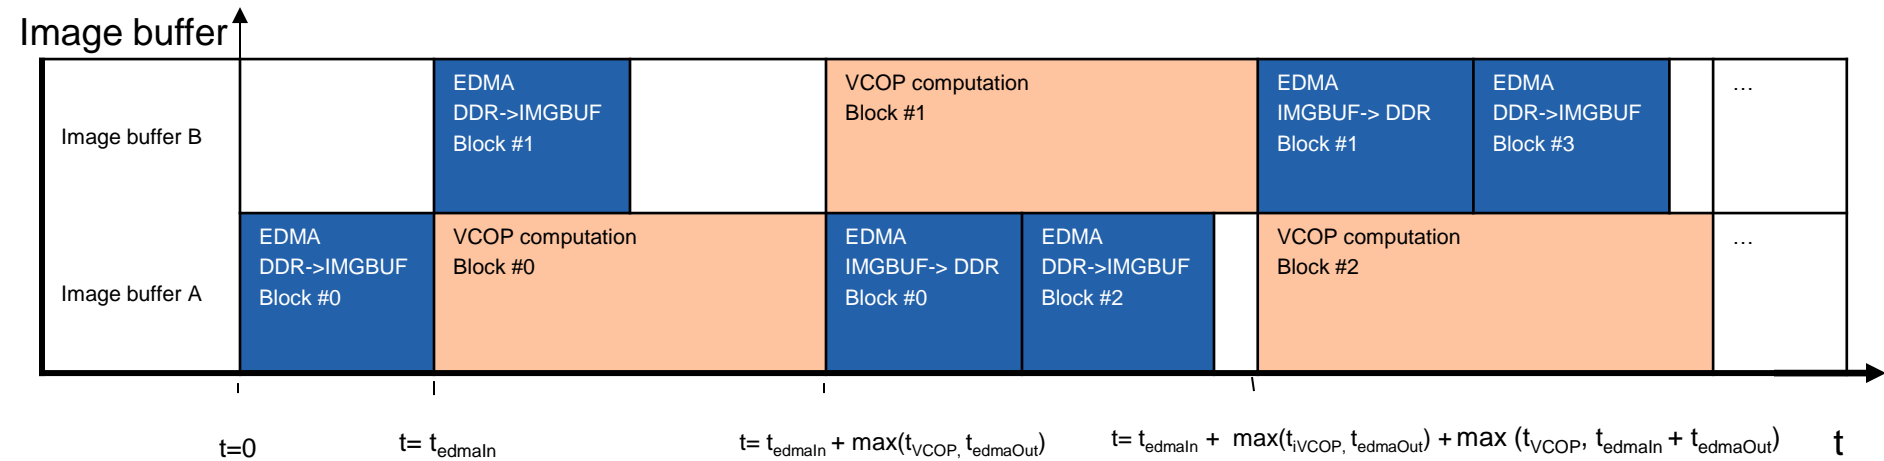 Image buffer
Image buffer B
EDMA
DDR->IMGBUF
Block #1
VCOP computation
Block #1
EDMA
IMGBUF-> DDR
Block #1
EDMA
DDR->IMGBUF
Block #3
…
Image buffer A
EDMA
DDR->IMGBUF
Block #0
VCOP computation
Block #0
EDMA
IMGBUF-> DDR
Block #0
EDMA
DDR->IMGBUF
Block #2
VCOP computation
Block #2
…
t=0
t= tedmaIn
t= tedmaIn + max(tVCOP, tedmaOut)
t= tedmaIn + max(tiVCOP, tedmaOut) + max (tVCOP, tedmaIn + tedmaOut)
t